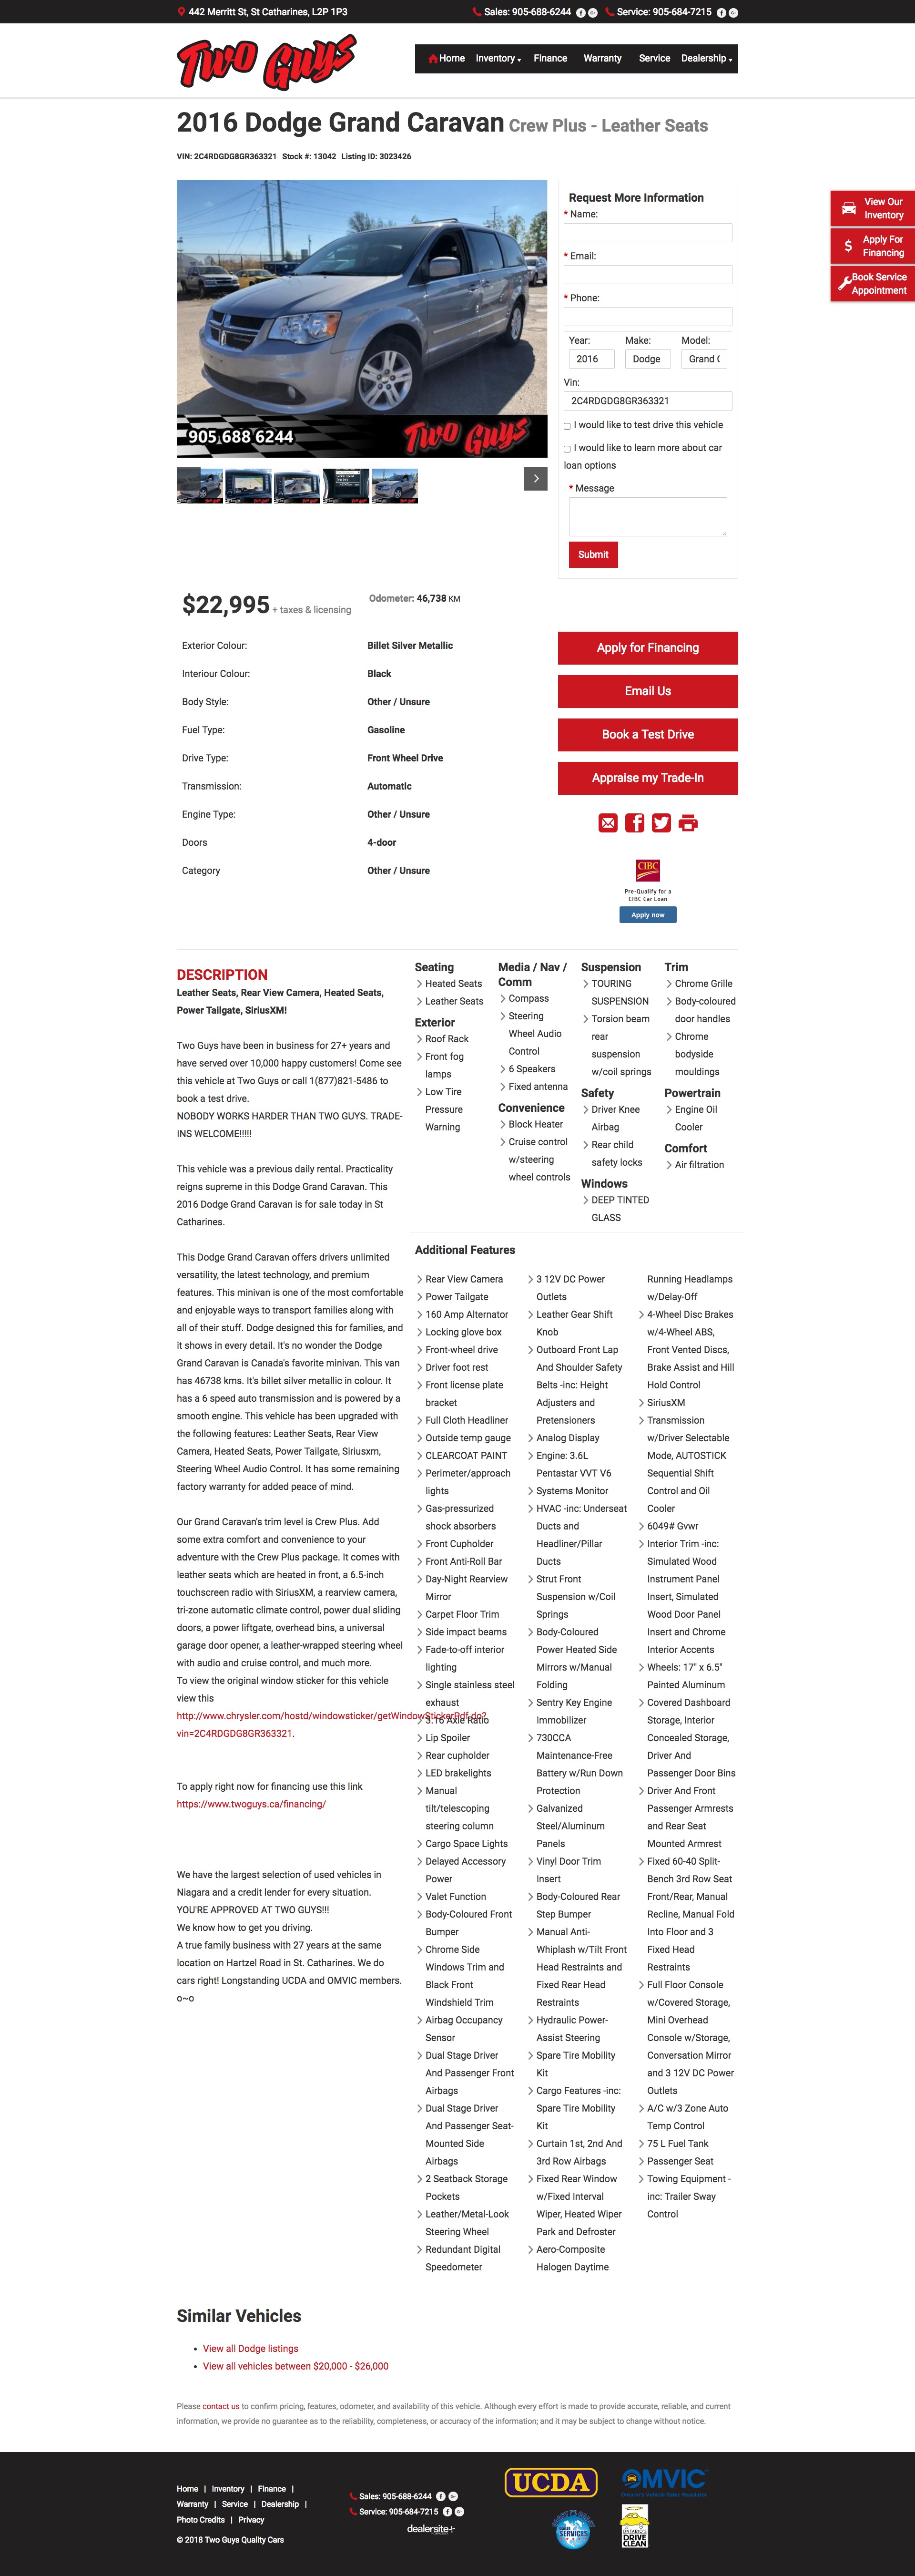 442 Merritt St, St Catharines, L2P 1P3
Sales: 905-688-6244
Service: 905-684-7215
Two Guys
Home Inventory Finance Warranty Service Dealership
2016 Dodge Grand Caravan Crew Plus - Leather Seats
VIN: 2C4RDGDG8GR363321 Stock #: 13042 Listing ID: 3023426
View Our
Inventory
Apply For
Financing
Book Service
Appointment
905 688 6244
Two Guys
Request More Information
* Name:
* Email:
* Phone:
Year: Make: Model:
2016 Dodge Grand C
Vin:
2C4RDGDG8GR363321
I would like to test drive this vehicle
I would like to learn more about car
loan options
* Message
Submit
$22,995 + taxes & licensing
Odometer: 46,738 KM
Exterior Colour: Billet Silver Metallic
Interiour Colour: Black
Body Style: Other / Unsure
Fuel Type: Gasoline
Drive Type: Front Wheel Drive
Transmission: Automatic
Engine Type: Other / Unsure
Doors 4-door
Category Other / Unsure
Apply for Financing
Email Us
Book a Test Drive
Appraise my Trade-In
CIBC
Pre-Qualify for a
CIBC Car Loan
Apply now
DESCRIPTION
Leather Seats, Rear View Camera, Heated Seats,
Power Tailgate, SiriusXM!
Two Guys have been in business for 27+ years and
have served over 10,000 happy customers! Come see
this vehicle at Two Guys or call 1(877)821-5486 to
book a test drive.
NOBODY WORKS HARDER THAN TWO GUYS. TRADE-
INS WELCOME!!!!!
This vehicle was a previous daily rental. Practicality
reigns supreme in this Dodge Grand Caravan. This
2016 Dodge Grand Caravan is for sale today in St
Catharines.
This Dodge Grand Caravan offers drivers unlimited
versatility, the latest technology, and premium
features. This minivan is one of the most comfortable
and enjoyable ways to transport families along with
all of their stuff. Dodge designed this for families, and
it shows in every detail. It's no wonder the Dodge
Grand Caravan is Canada's favorite minivan. This van
has 46738 kms. It's billet silver metallic in colour. It
has a 6 speed auto transmission and is powered by a
smooth engine. This vehicle has been upgraded with
the following features: Leather Seats, Rear View
Camera, Heated Seats, Power Tailgate, Siriusxm,
Steering Wheel Audio Control. It has some remaining
factory warranty for added peace of mind.
Our Grand Caravan's trim level is Crew Plus. Add
some extra comfort and convenience to your
adventure with the Crew Plus package. It comes with
leather seats which are heated in front, a 6.5-inch
touchscreen radio with SiriusXM, a rearview camera,
tri-zone automatic climate control, power dual sliding
doors, a power liftgate, overhead bins, a universal
garage door opener, a leather-wrapped steering wheel
with audio and cruise control, and much more.
To view the original window sticker for this vehicle
view this
http://www.chrysler.com/hostd/windowsticker/getWindowStickerPdf.do?
vin=2C4RDGDG8GR363321.
To apply right now for financing use this link
https://www.twoguys.ca/financing/
We have the largest selection of used vehicles in
Niagara and a credit lender for every situation.
YOU'RE APPROVED AT TWO GUYS!!!
We know how to get you driving.
A true family business with 27 years at the same
location on Hartzel Road in St. Catharines. We do
cars right! Longstanding UCDA and OMVIC members.
o~o
Seating
Heated Seats
Leather Seats
Exterior
Roof Rack
Front fog
lamps
Low Tire
Pressure
Warning
Media / Nav /
Comm
Compass
Steering
Wheel Audio
Control
6 Speakers
Fixed antenna
Convenience
Block Heater
Cruise control
w/steering
wheel controls
Suspension
TOURING
SUSPENSION
Torsion beam
rear
suspension
w/coil springs
Safety
Driver Knee
Airbag
Rear child
safety locks
Windows
DEEP TINTED
GLASS
Trim
Chrome Grille
Body-coloured
door handles
Chrome
bodyside
mouldings
Powertrain
Engine Oil
Cooler
Comfort
Air filtration
Additional Features
Rear View Camera
Power Tailgate
160 Amp Alternator
Locking glove box
Front-wheel drive
Driver foot rest
Front license plate
bracket
Full Cloth Headliner
Outside temp gauge
CLEARCOAT PAINT
Perimeter/approach
lights
Gas-pressurized
shock absorbers
Front Cupholder
Front Anti-Roll Bar
Day-Night Rearview
Mirror
Carpet Floor Trim
Side impact beams
Fade-to-off interior
lighting
Single stainless steel
exhaust
3.16 Axle Ratio
Lip Spoiler
Rear cupholder
LED brakelights
Manual
tilt/telescoping
steering column
Cargo Space Lights
Delayed Accessory
Power
Valet Function
Body-Coloured Front
Bumper
Chrome Side
Windows Trim and
Black Front
Windshield Trim
Airbag Occupancy
Sensor
Dual Stage Driver
And Passenger Front
Airbags
Dual Stage Driver
And Passenger Seat-
Mounted Side
Airbags
2 Seatback Storage
Pockets
Leather/Metal-Look
Steering Wheel
Redundant Digital
Speedometer
3 12V DC Power
Outlets
Leather Gear Shift
Knob
Outboard Front Lap
And Shoulder Safety
Belts -inc: Height
Adjusters and
Pretensioners
Analog Display
Engine: 3.6L
Pentastar VVT V6
Systems Monitor
HVAC -inc: Underseat
Ducts and
Headliner/Pillar
Ducts
Strut Front
Suspension w/Coil
Springs
Body-Coloured
Power Heated Side
Mirrors w/Manual
Folding
Sentry Key Engine
Immobilizer
730CCA
Maintenance-Free
Battery w/Run Down
Protection
Galvanized
Steel/Aluminum
Panels
Vinyl Door Trim
Insert
Body-Coloured Rear
Step Bumper
Manual Anti-
Whiplash w/Tilt Front
Head Restraints and
Fixed Rear Head
Restraints
Hydraulic Power-
Assist Steering
Spare Tire Mobility
Kit
Cargo Features -inc:
Spare Tire Mobility
Kit
Curtain 1st, 2nd And
3rd Row Airbags
Fixed Rear Window
w/Fixed Interval
Wiper, Heated Wiper
Park and Defroster
Aero-Composite
Halogen Daytime
Running Headlamps
w/Delay-Off
4-Wheel Disc Brakes
w/4-Wheel ABS,
Front Vented Discs,
Brake Assist and Hill
Hold Control
SiriusXM
Transmission
w/Driver Selectable
Mode, AUTOSTICK
Sequential Shift
Control and Oil
Cooler
6049# Gvwr
Interior Trim -inc:
Simulated Wood
Instrument Panel
Insert, Simulated
Wood Door Panel
Insert and Chrome
Interior Accents
Wheels: 17" x 6.5"
Painted Aluminum
Covered Dashboard
Storage, Interior
Concealed Storage,
Driver And
Passenger Door Bins
Driver And Front
Passenger Armrests
and Rear Seat
Mounted Armrest
Fixed 60-40 Split-
Bench 3rd Row Seat
Front/Rear, Manual
Recline, Manual Fold
Into Floor and 3
Fixed Head
Restraints
Full Floor Console
w/Covered Storage,
Mini Overhead
Console w/Storage,
Conversation Mirror
and 3 12V DC Power
Outlets
A/C w/3 Zone Auto
Temp Control
75 L Fuel Tank
Passenger Seat
Towing Equipment -
inc: Trailer Sway
Control
Similar Vehicles
View all Dodge listings
View all vehicles between $20,000 - $26,000
Please contact us to confirm pricing, features, odometer, and availability of this vehicle. Although every effort is made to provide accurate, reliable, and current
information, we provide no guarantee as to the reliability, completeness, or accuracy of the information; and it may be subject to change without notice.
Home | Inventory | Finance |
Warranty | Service | Dealership |
Photo Credits | Privacy
© 2018 Two Guys Quality Cars
Sales: 905-688-6244
Service: 905-684-7215
dealersite+
UCDA
OMVIC
Ontario's Vehicle Sales Regulator
SERVICES
ONTARIO'S
DRIVE
CLEAN